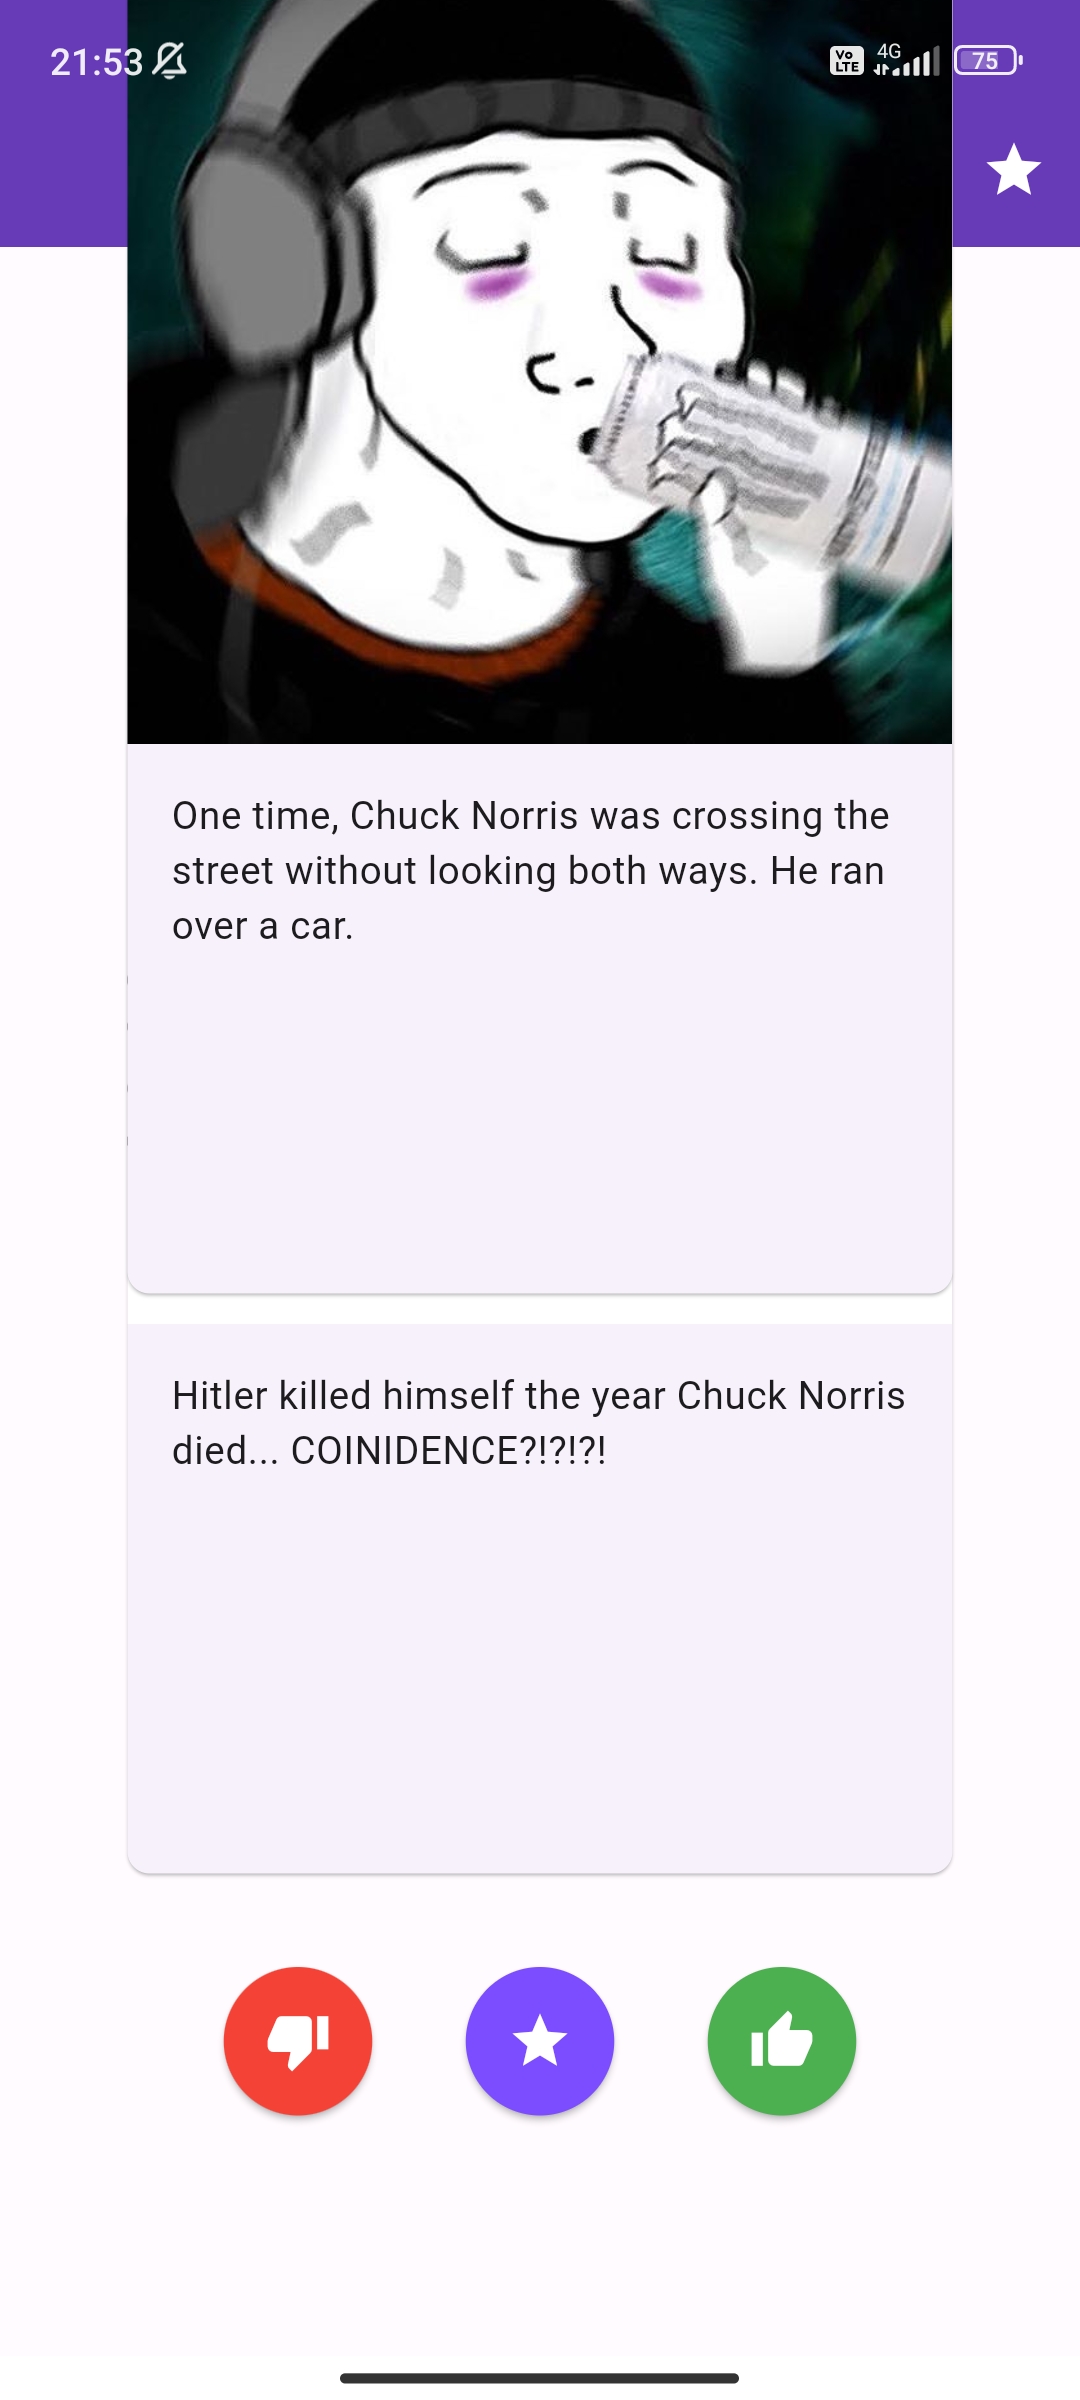 21:53
Vo LTE 4G 75
One time, Chuck Norris was crossing the
street without looking both ways. He ran
over a car.
Hitler killed himself the year Chuck Norris
died... COINIDENCE?!?!?!